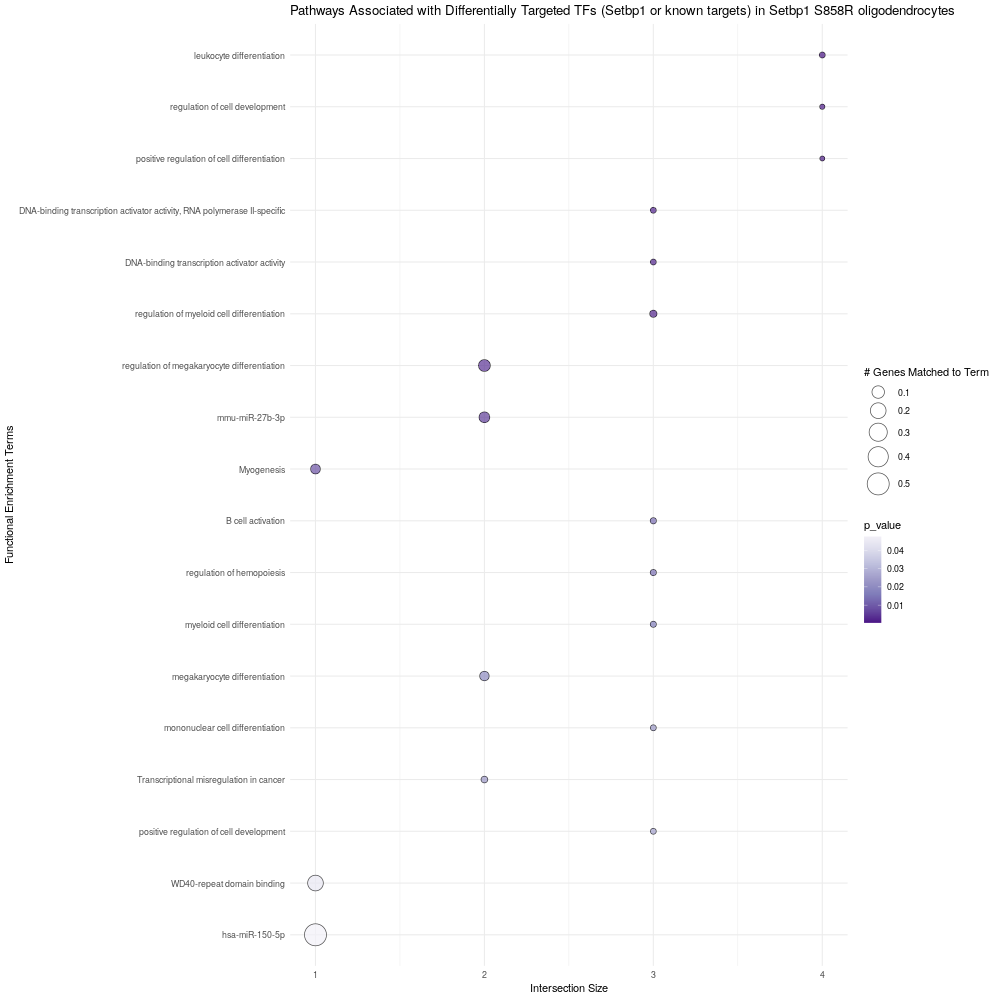 Pathways Associated with Differentially Targeted TFs (Setbp1 or known targets) in Setbp1 S858R oligodendrocytes
Functional Enrichment Terms
leukocyte differentiation
regulation of cell development
positive regulation of cell differentiation
DNA-binding transcription activator activity, RNA polymerase II-specific
DNA-binding transcription activator activity
regulation of myeloid cell differentiation
regulation of megakaryocyte differentiation
mmu-miR-27b-3p
Myogenesis
B cell activation
regulation of hemopoiesis
myeloid cell differentiation
megakaryocyte differentiation
mononuclear cell differentiation
Transcriptional misregulation in cancer
positive regulation of cell development
WD40-repeat domain binding
hsa-miR-150-5p
1 2 3 4
Intersection Size
# Genes Matched to Term
0.1
0.2
0.3
0.4
0.5
p_value
0.04
0.03
0.02
0.01